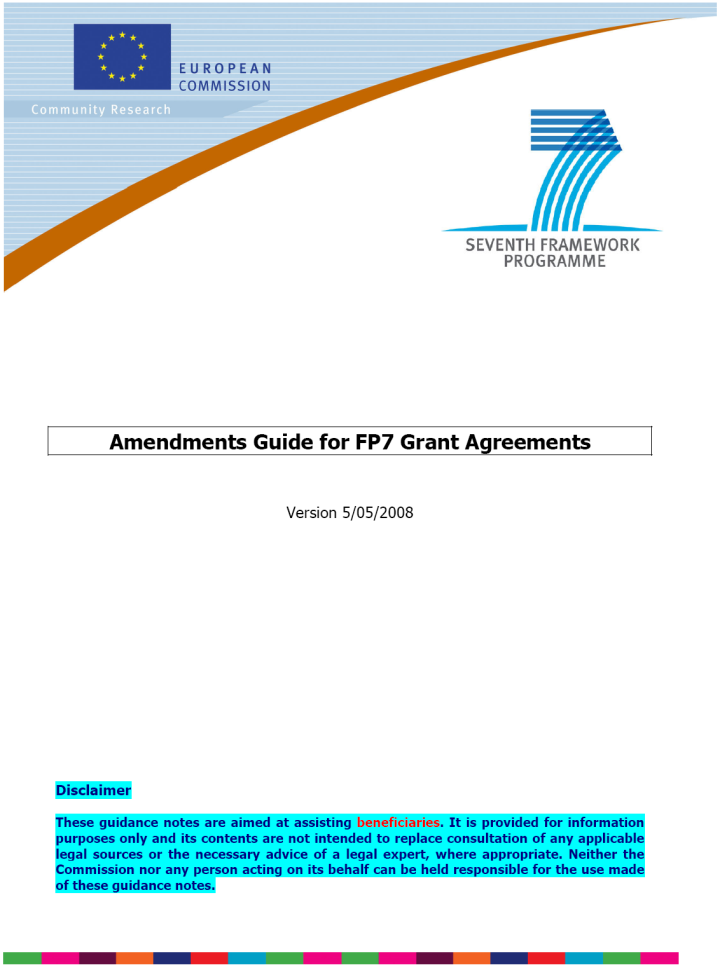 EUROPEAN
COMMISSION
Community Research
SEVENTH FRAMEWORK
PROGRAMME
Amendments Guide for FP7 Grant Agreements
Version 5/05/2008
Disclaimer
These guidance notes are aimed at assisting beneficiaries. It is provided for information
purposes only and its contents are not intended to replace consultation of any applicable
legal sources or the necessary advice of a legal expert, where appropriate. Neither the
Commission nor any person acting on its behalf can be held responsible for the use made
of these guidance notes.